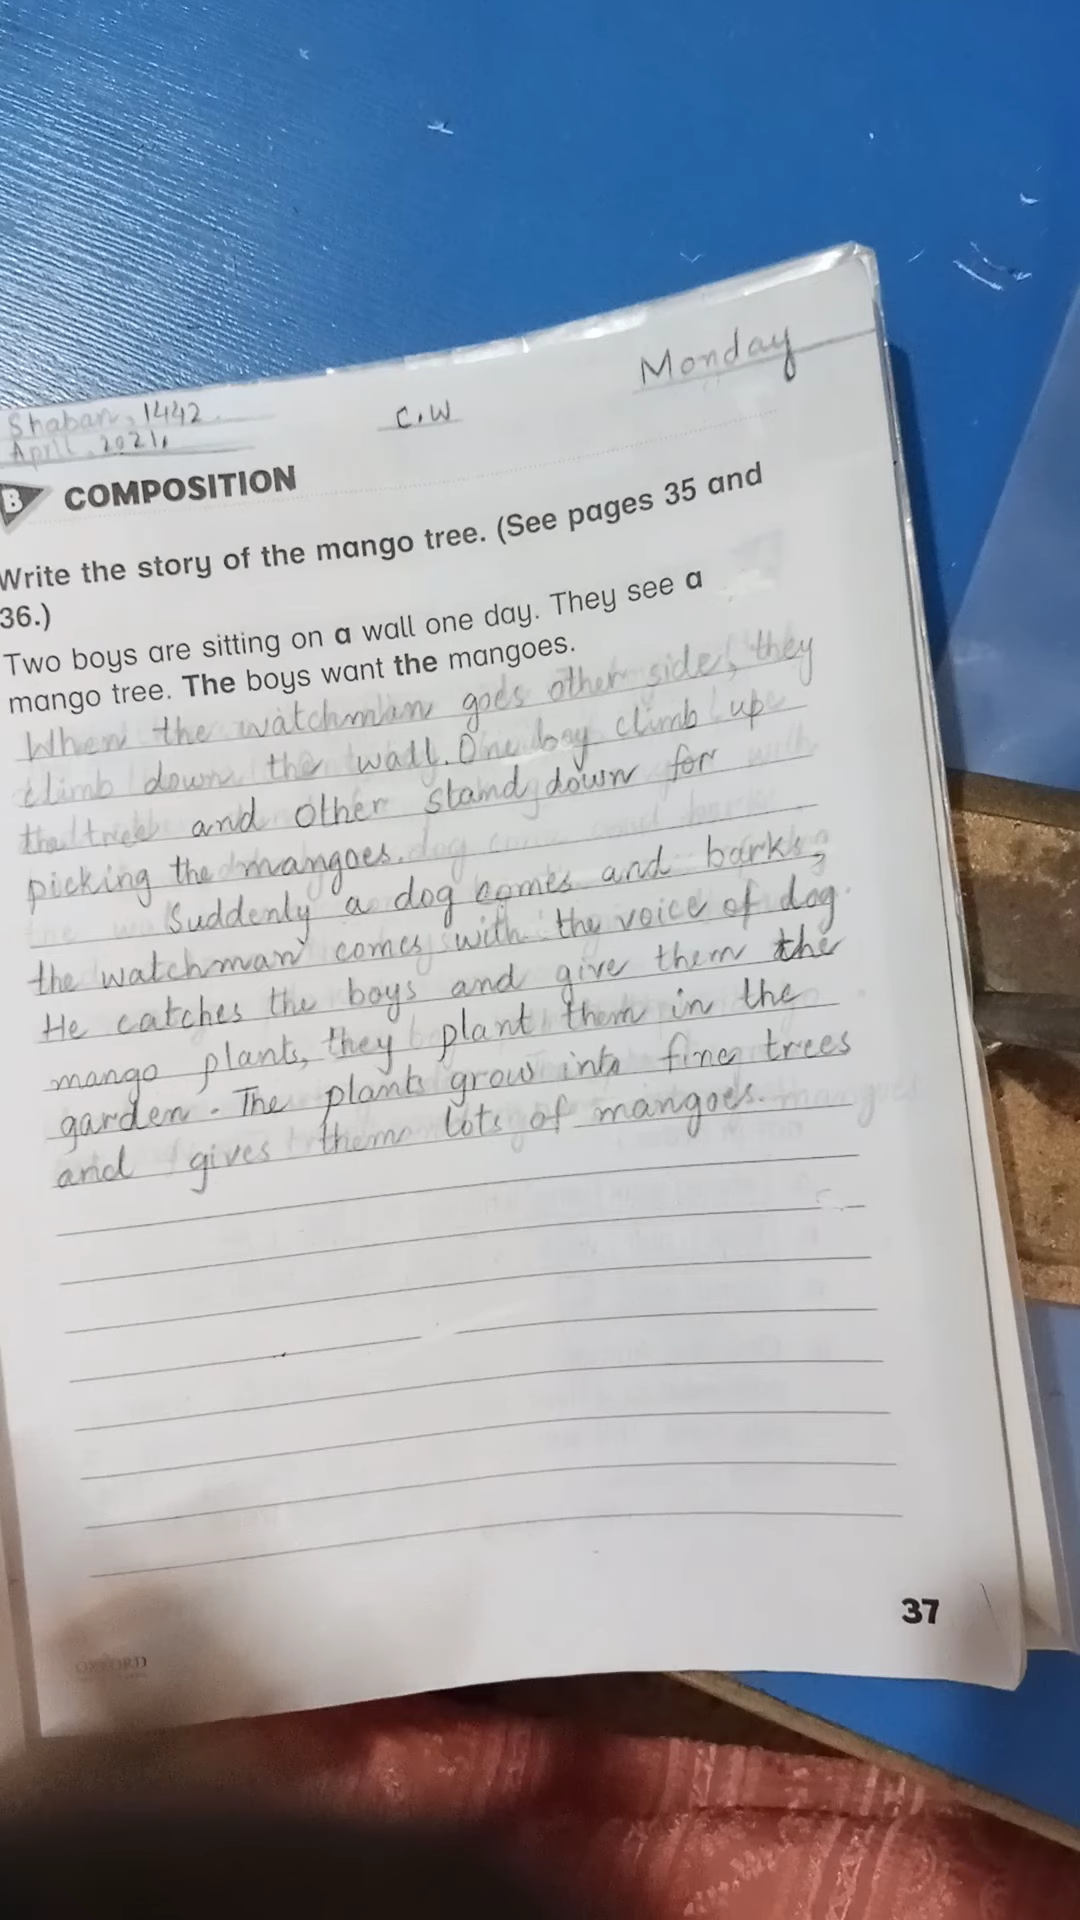 Monday
Shaban, 1442
C.W
April, 2021,
B COMPOSITION
Write the story of the mango tree. (See pages 35 and
36.)
Two boys are sitting on a wall one day. They see a
mango tree. The boys want the mangoes.
When the watchman goes other side, they
climb down the wall. One boy climb up
the tree and other stand down for
picking the mangoes.
Suddenly a dog comes and barks,
the watchman comes with the voice of dog.
He catches the boys and give them the
mango plants, they plant them in the
garden. The plants grow into fine trees
and gives them lots of mangoes.
37
OXFORD